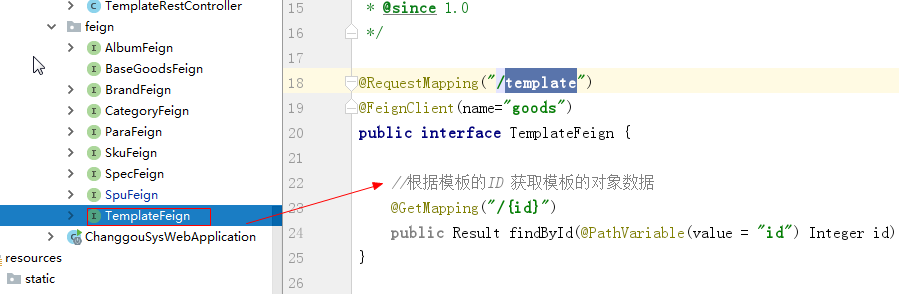 TemplateRestController
feign
AlbumFeign
BaseGoodsFeign
BrandFeign
CategoryFeign
ParaFeign
SkuFeign
SpecFeign
SpuFeign
TemplateFeign
ChanggouSysWebApplication
resources
static
15 * @since 1.0
16 */
17
18 @RequestMapping("/template")
19 @FeignClient(name="goods")
20 public interface TemplateFeign {
21
22 //根据模板的ID 获取模板的对象数据
23 @GetMapping("/{id}")
24 public Result findById(@PathVariable(value = "id") Integer id)
25 }
26